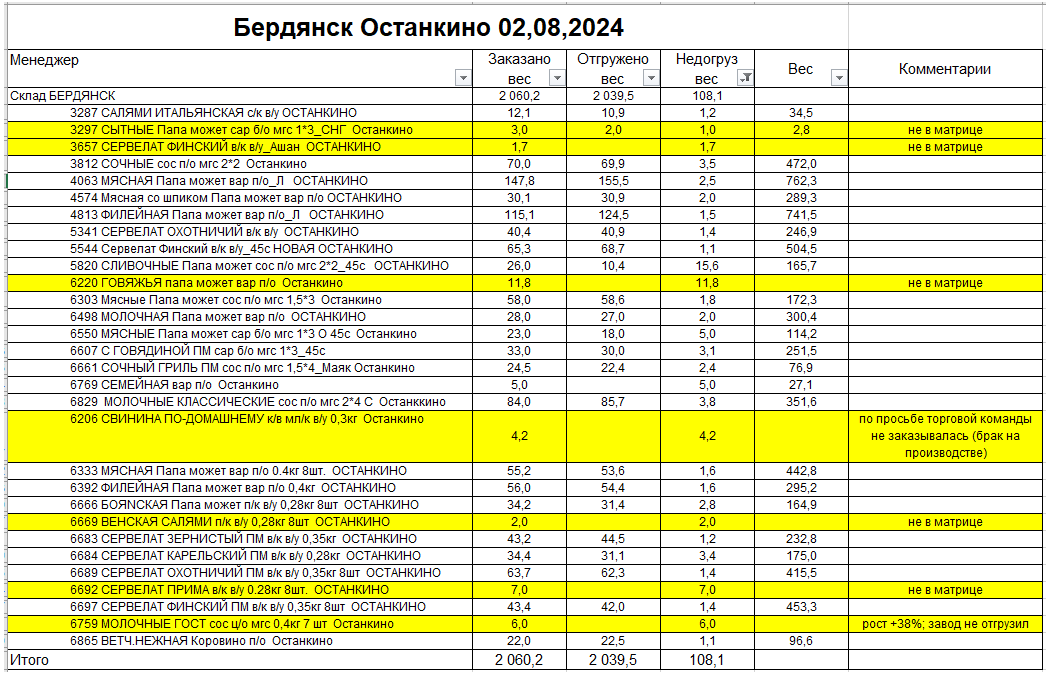 Бердянск Останкино 02,08,2024
Менеджер Заказано вес Отгружено вес Недогруз вес Вес Комментарии
Склад БЕРДЯНСК 2 060,2 2 039,5 108,1
3287 САЛЯМИ ИТАЛЬЯНСКАЯ с/к в/у ОСТАНКИНО 12,1 10,9 1,2 34,5
3297 СЫТНЫЕ Папа может сар б/о мгс 1*3_СНГ Останкино 3,0 2,0 1,0 2,8 не в матрице
3657 СЕРВЕЛАТ ФИНСКИЙ в/к в/у_Ашан ОСТАНКИНО 1,7 1,7 не в матрице
3812 СОЧНЫЕ сос п/о мгс 2*2 Останкино 70,0 69,9 3,5 472,0
4063 МЯСНАЯ Папа может вар п/о_Л ОСТАНКИНО 147,8 155,5 2,5 762,3
4574 Мясная со шпиком Папа может вар п/о ОСТАНКИНО 30,1 30,9 2,0 289,3
4813 ФИЛЕЙНАЯ Папа может вар п/о_Л ОСТАНКИНО 115,1 124,5 1,5 741,5
5341 СЕРВЕЛАТ ОХОТНИЧИЙ в/к в/у ОСТАНКИНО 40,4 40,9 1,4 246,9
5544 Сервелат Финский в/к в/у_45с НОВАЯ ОСТАНКИНО 65,3 68,7 1,1 504,5
5820 СЛИВОЧНЫЕ Папа может сос п/о мгс 2*2_45с ОСТАНКИНО 26,0 10,4 15,6 165,7
6220 ГОВЯЖЬЯ папа может вар п/о Останкино 11,8 11,8 не в матрице
6303 Мясные Папа может сос п/о мгс 1,5*3 Останкино 58,0 58,6 1,8 172,3
6498 МОЛОЧНАЯ Папа может вар п/о ОСТАНКИНО 28,0 27,0 2,0 300,4
6550 МЯСНЫЕ Папа может сар б/о мгс 1*3 О 45с Останкино 23,0 18,0 5,0 114,2
6607 С ГОВЯДИНОЙ ПМ сар б/о мгс 1*3_45с 33,0 30,0 3,1 251,5
6661 СОЧНЫЙ ГРИЛЬ ПМ сос п/о мгс 1,5*4_Маяк Останкино 24,5 22,4 2,4 76,9
6769 СЕМЕЙНАЯ вар п/о Останкино 5,0 5,0 27,1
6829 МОЛОЧНЫЕ КЛАССИЧЕСКИЕ сос п/о мгс 2*4 С Останккино 84,0 85,7 3,8 351,6
6206 СВИНИНА ПО-ДОМАШНЕМУ к/в мл/к в/у 0,3кг Останкино 4,2 4,2 по просьбе торговой команды
не заказывалась (брак на
производстве)
6333 МЯСНАЯ Папа может вар п/о 0.4кг 8шт. ОСТАНКИНО 55,2 53,6 1,6 442,8
6392 ФИЛЕЙНАЯ Папа может вар п/о 0,4кг ОСТАНКИНО 56,0 54,4 1,6 295,2
6666 БОЯNСКАЯ Папа может п/к в/у 0,28кг 8шт ОСТАНКИНО 34,2 31,4 2,8 164,9
6669 ВЕНСКАЯ САЛЯМИ п/к в/у 0,28кг 8шт ОСТАНКИНО 2,0 2,0 не в матрице
6683 СЕРВЕЛАТ ЗЕРНИСТЫЙ ПМ в/к в/у 0,35кг ОСТАНКИНО 43,2 44,5 1,2 232,8
6684 СЕРВЕЛАТ КАРЕЛЬСКИЙ ПМ в/к в/у 0,28кг ОСТАНКИНО 34,4 31,1 3,4 175,0
6689 СЕРВЕЛАТ ОХОТНИЧИЙ ПМ в/к в/у 0,35кг 8шт ОСТАНКИНО 63,7 62,3 1,4 415,5
6692 СЕРВЕЛАТ ПРИМА в/к в/у 0.28кг 8шт. ОСТАНКИНО 7,0 7,0 не в матрице
6697 СЕРВЕЛАТ ФИНСКИЙ ПМ в/к в/у 0,35кг 8шт ОСТАНКИНО 43,4 42,0 1,4 453,3
6759 МОЛОЧНЫЕ ГОСТ сос ц/о мгс 0,4кг 7 шт Останкино 6,0 6,0 рост +38%; завод не отгрузил
6865 ВЕТЧ.НЕЖНАЯ Коровино п/о Останкино 22,0 22,5 1,1 96,6
Итого 2 060,2 2 039,5 108,1